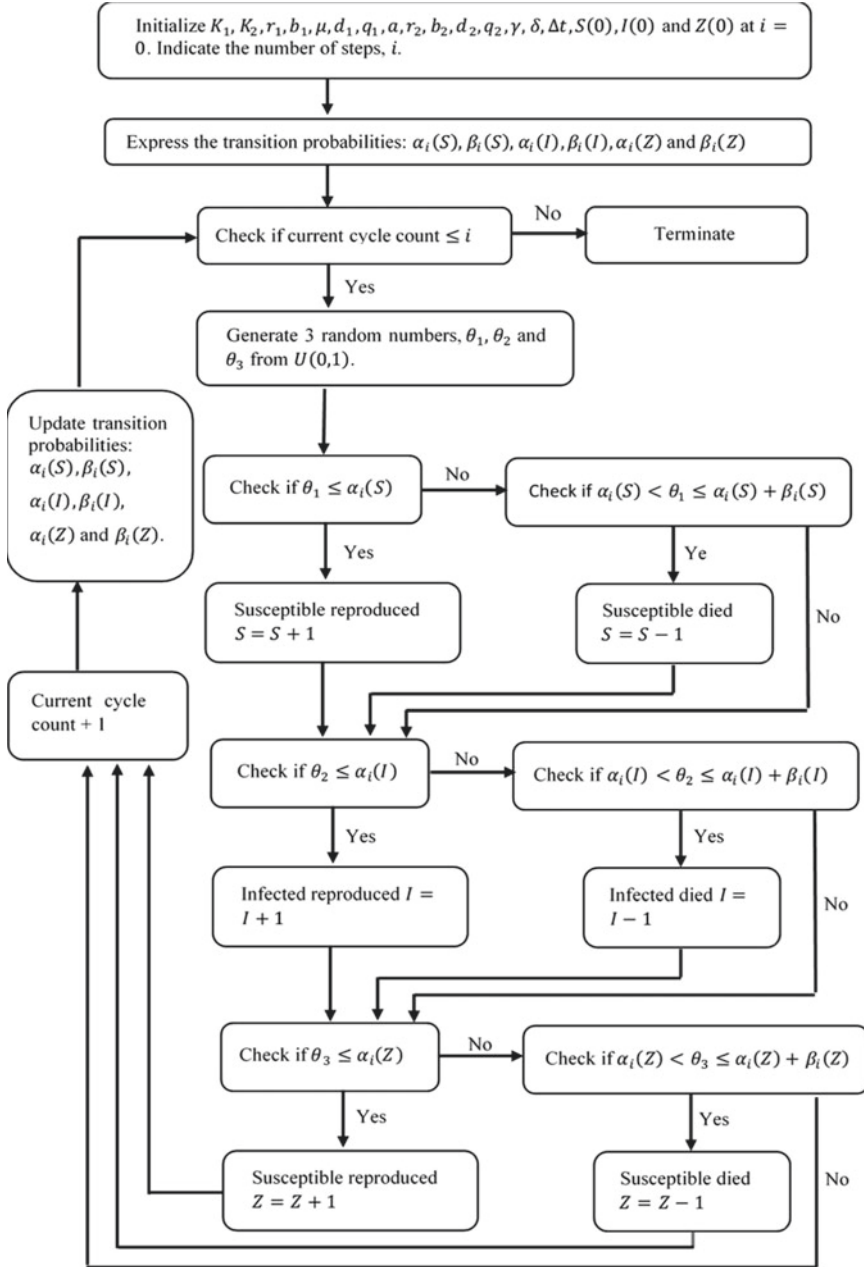 Initialize K₁, K₂, r₁, b₁, μ, d₁, q₁, a, r₂, b₂, d₂, q₂, γ, δ, Δt, S(0), I(0) and Z(0) at i =
0. Indicate the number of steps, i.
Express the transition probabilities: αᵢ(S), βᵢ(S), αᵢ(I), βᵢ(I), αᵢ(Z) and βᵢ(Z)
Check if current cycle count ≤ i
No
Terminate
Yes
Generate 3 random numbers, θ₁, θ₂ and
θ₃ from U(0,1).
Update transition
probabilities:
αᵢ(S), βᵢ(S),
αᵢ(I), βᵢ(I),
αᵢ(Z) and βᵢ(Z).
Check if θ₁ ≤ αᵢ(S)
No
Check if αᵢ(S) < θ₁ ≤ αᵢ(S) + βᵢ(S)
Yes
Ye
No
Susceptible reproduced
S = S + 1
Susceptible died
S = S − 1
Current cycle
count + 1
Check if θ₂ ≤ αᵢ(I)
No
Check if αᵢ(I) < θ₂ ≤ αᵢ(I) + βᵢ(I)
Yes
Yes
No
Infected reproduced I =
I + 1
Infected died I =
I − 1
Check if θ₃ ≤ αᵢ(Z)
No
Check if αᵢ(Z) < θ₃ ≤ αᵢ(Z) + βᵢ(Z)
Yes
Yes
No
Susceptible reproduced
Z = Z + 1
Susceptible died
Z = Z − 1